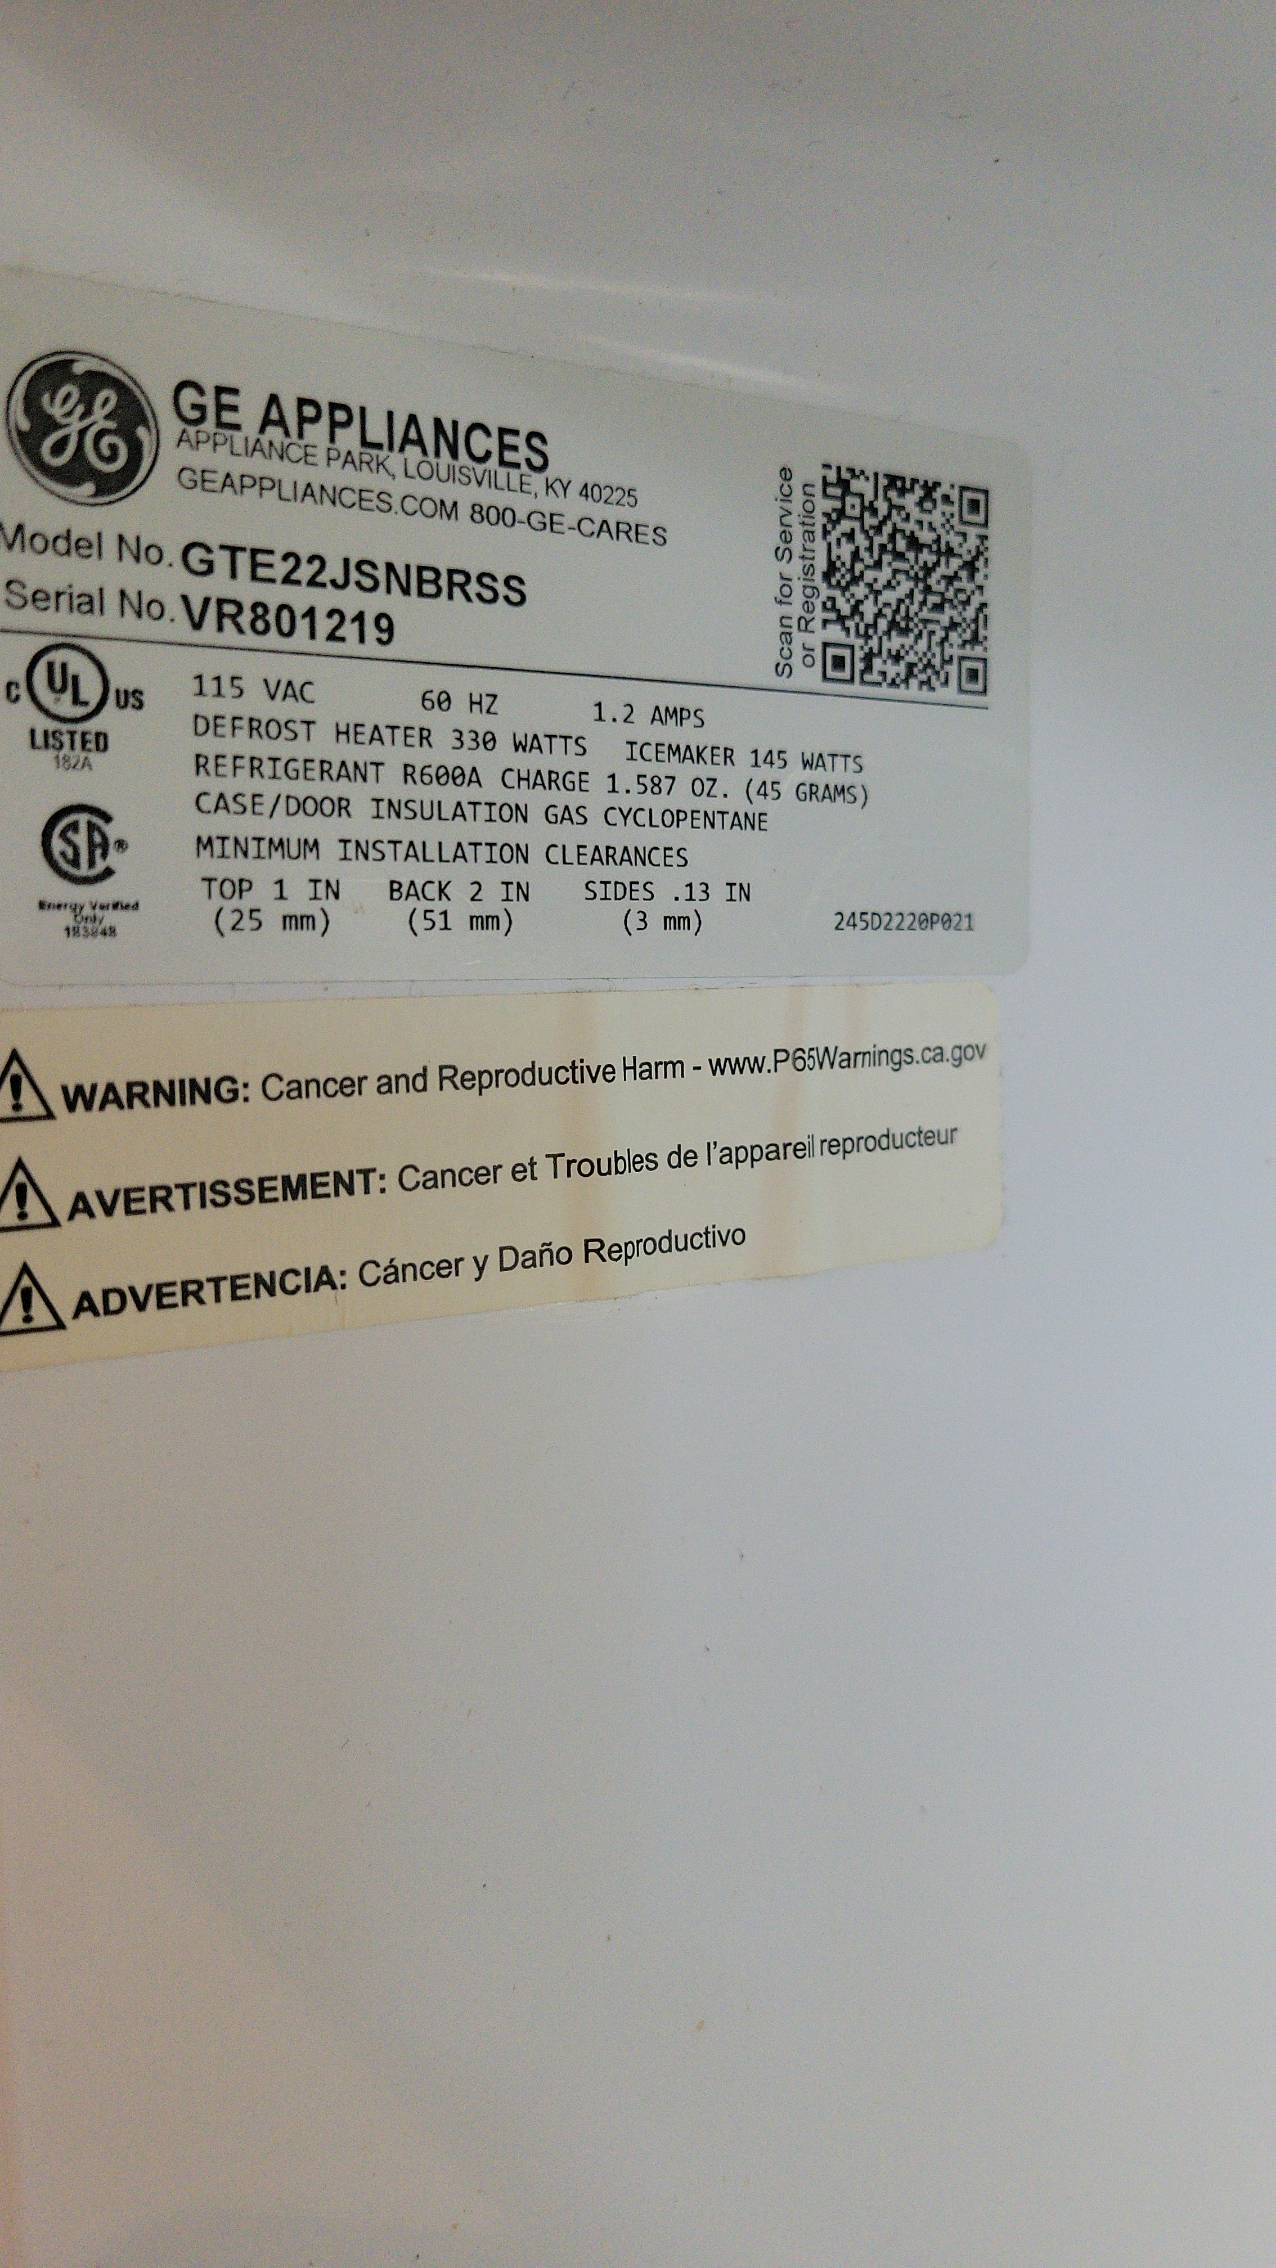 GE
GE APPLIANCES
APPLIANCE PARK, LOUISVILLE, KY 40225
GEAPPLIANCES.COM 800-GE-CARES
Model No. GTE22JSNBRSS
Serial No. VR801219
Scan for Service
or Registration
C UL US
LISTED
182A
115 VAC 60 HZ 1.2 AMPS
DEFROST HEATER 330 WATTS ICEMAKER 145 WATTS
REFRIGERANT R600A CHARGE 1.587 OZ. (45 GRAMS)
CASE/DOOR INSULATION GAS CYCLOPENTANE
MINIMUM INSTALLATION CLEARANCES
TOP 1 IN BACK 2 IN SIDES .13 IN
(25 mm) (51 mm) (3 mm)
245D2220P021
SA®
Energy Verified
Only
183848
WARNING: Cancer and Reproductive Harm - www.P65Warnings.ca.gov
AVERTISSEMENT: Cancer et Troubles de l'appareil reproducteur
ADVERTENCIA: Cáncer y Daño Reproductivo